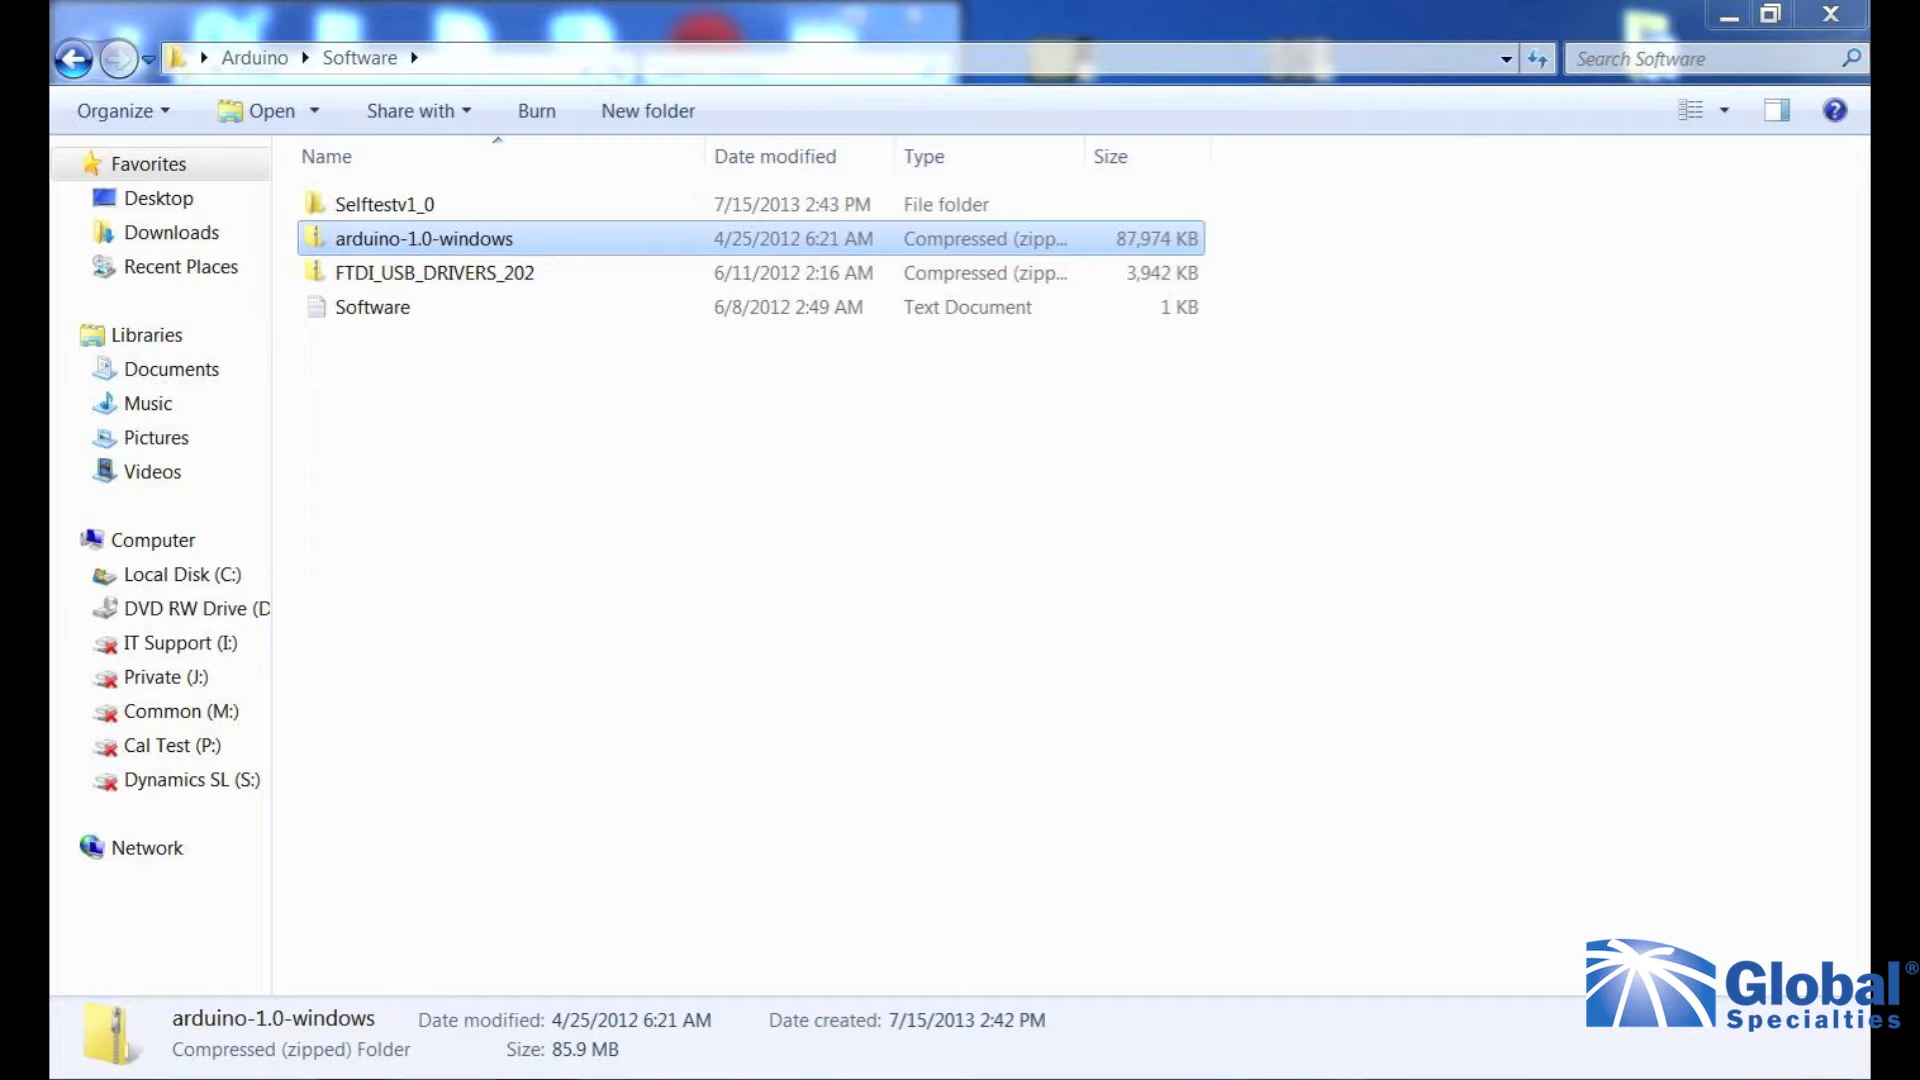 Arduino Software
Search Software
Organize Open Share with Burn New folder
Name Date modified Type Size
Favorites
Desktop
Downloads
Recent Places
Libraries
Documents
Music
Pictures
Videos
Computer
Local Disk (C:)
DVD RW Drive (D
IT Support (I:)
Private (J:)
Common (M:)
Cal Test (P:)
Dynamics SL (S:)
Network
Selftestv1_0 7/15/2013 2:43 PM File folder
arduino-1.0-windows 4/25/2012 6:21 AM Compressed (zipp... 87,974 KB
FTDI_USB_DRIVERS_202 6/11/2012 2:16 AM Compressed (zipp... 3,942 KB
Software 6/8/2012 2:49 AM Text Document 1 KB
arduino-1.0-windows Date modified: 4/25/2012 6:21 AM Date created: 7/15/2013 2:42 PM
Compressed (zipped) Folder Size: 85.9 MB
Global®
Specialties